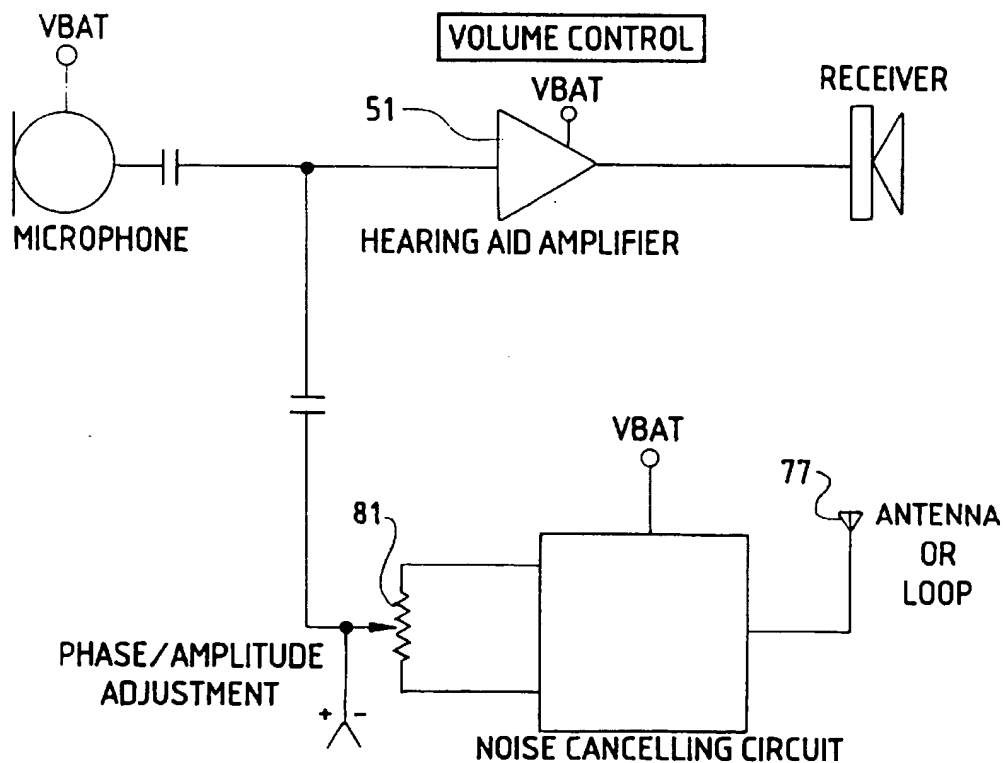 VBAT
VOLUME CONTROL
VBAT
RECEIVER
51
MICROPHONE
HEARING AID AMPLIFIER
VBAT
77
81
ANTENNA
OR
LOOP
PHASE/AMPLITUDE
ADJUSTMENT
+ -
NOISE CANCELLING CIRCUIT